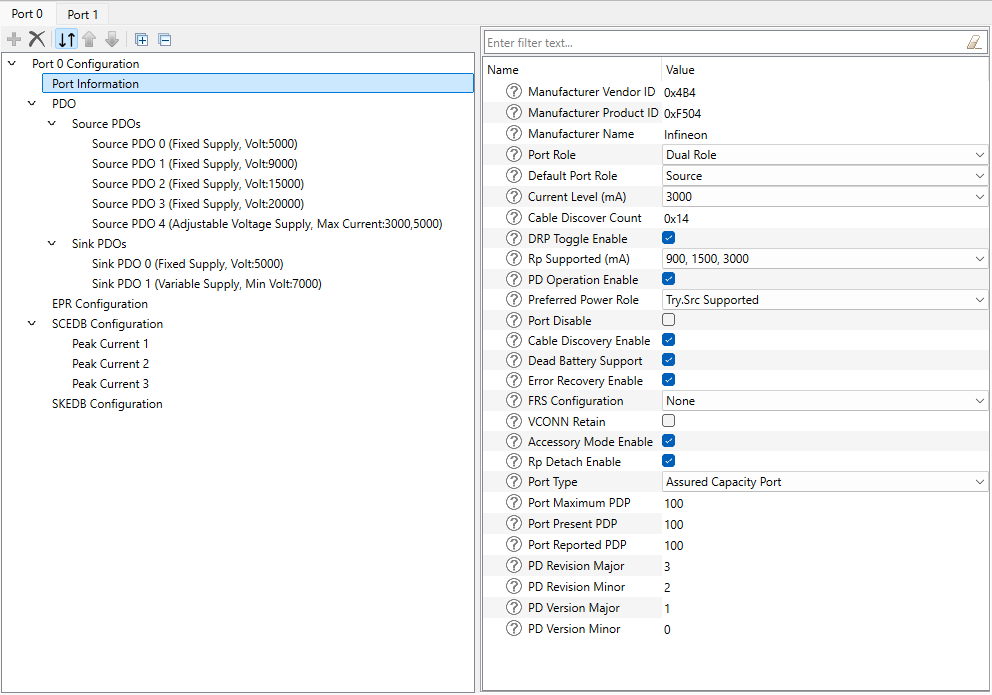 Port 0 Port 1
Port 0 Configuration
Port Information
PDO
Source PDOs
Source PDO 0 (Fixed Supply, Volt:5000)
Source PDO 1 (Fixed Supply, Volt:9000)
Source PDO 2 (Fixed Supply, Volt:15000)
Source PDO 3 (Fixed Supply, Volt:20000)
Source PDO 4 (Adjustable Voltage Supply, Max Current:3000,5000)
Sink PDOs
Sink PDO 0 (Fixed Supply, Volt:5000)
Sink PDO 1 (Variable Supply, Min Volt:7000)
EPR Configuration
SCEDB Configuration
Peak Current 1
Peak Current 2
Peak Current 3
SKEDB Configuration
Enter filter text...
Name Value
Manufacturer Vendor ID 0x4B4
Manufacturer Product ID 0xF504
Manufacturer Name Infineon
Port Role Dual Role
Default Port Role Source
Current Level (mA) 3000
Cable Discover Count 0x14
DRP Toggle Enable
Rp Supported (mA) 900, 1500, 3000
PD Operation Enable
Preferred Power Role Try.Src Supported
Port Disable
Cable Discovery Enable
Dead Battery Support
Error Recovery Enable
FRS Configuration None
VCONN Retain
Accessory Mode Enable
Rp Detach Enable
Port Type Assured Capacity Port
Port Maximum PDP 100
Port Present PDP 100
Port Reported PDP 100
PD Revision Major 3
PD Revision Minor 2
PD Version Major 1
PD Version Minor 0